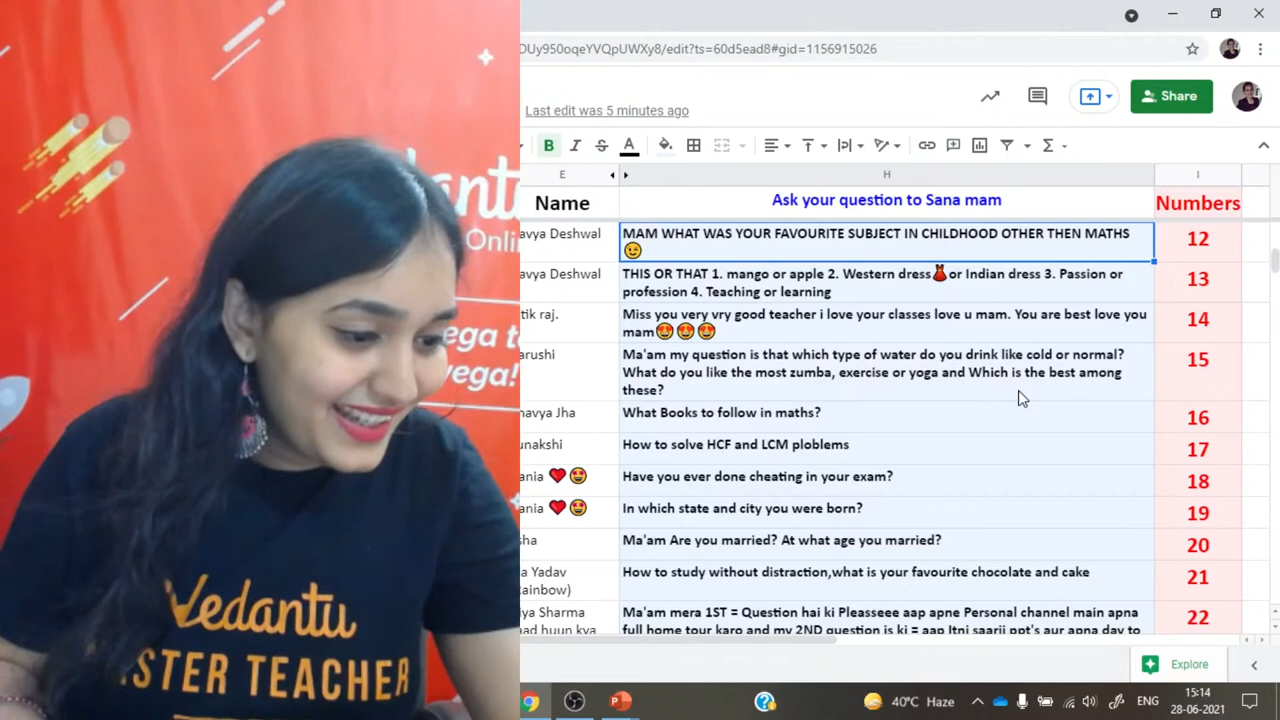 DUy950oqeYVQpUWXy8/edit?ts=60d5ead8#gid=1156915026
Last edit was 5 minutes ago
Share
B I S A
E H I
Name
Ask your question to Sana mam
Numbers
avya Deshwal
MAM WHAT WAS YOUR FAVOURITE SUBJECT IN CHILDHOOD OTHER THEN MATHS
😉
12
avya Deshwal
THIS OR THAT 1. mango or apple 2. Western dress💃or Indian dress 3. Passion or
profession 4. Teaching or learning
13
tik raj.
Miss you very vry good teacher i love your classes love u mam. You are best love you
mam😍😍😍
14
arushi
Ma'am my question is that which type of water do you drink like cold or normal?
What do you like the most zumba, exercise or yoga and Which is the best among
these?
15
navya Jha
What Books to follow in maths?
16
unakshi
How to solve HCF and LCM ploblems
17
ania ❤️🤩
Have you ever done cheating in your exam?
18
ania ❤️🤩
In which state and city you were born?
19
sha
Ma'am Are you married? At what age you married?
20
a Yadav
Rainbow)
How to study without distraction,what is your favourite chocolate and cake
21
iya Sharma
aad huun kya
Ma'am mera 1ST = Question hai ki Pleasseee aap apne Personal channel main apna
full home tour karo and my 2ND question is ki = aap Itni saarii ppt's aur apna day to
22
Explore
40°C Haze
ENG
15:14
28-06-2021
edantu
Onlin
ega t
vega!
Vedantu
STER TEACHER